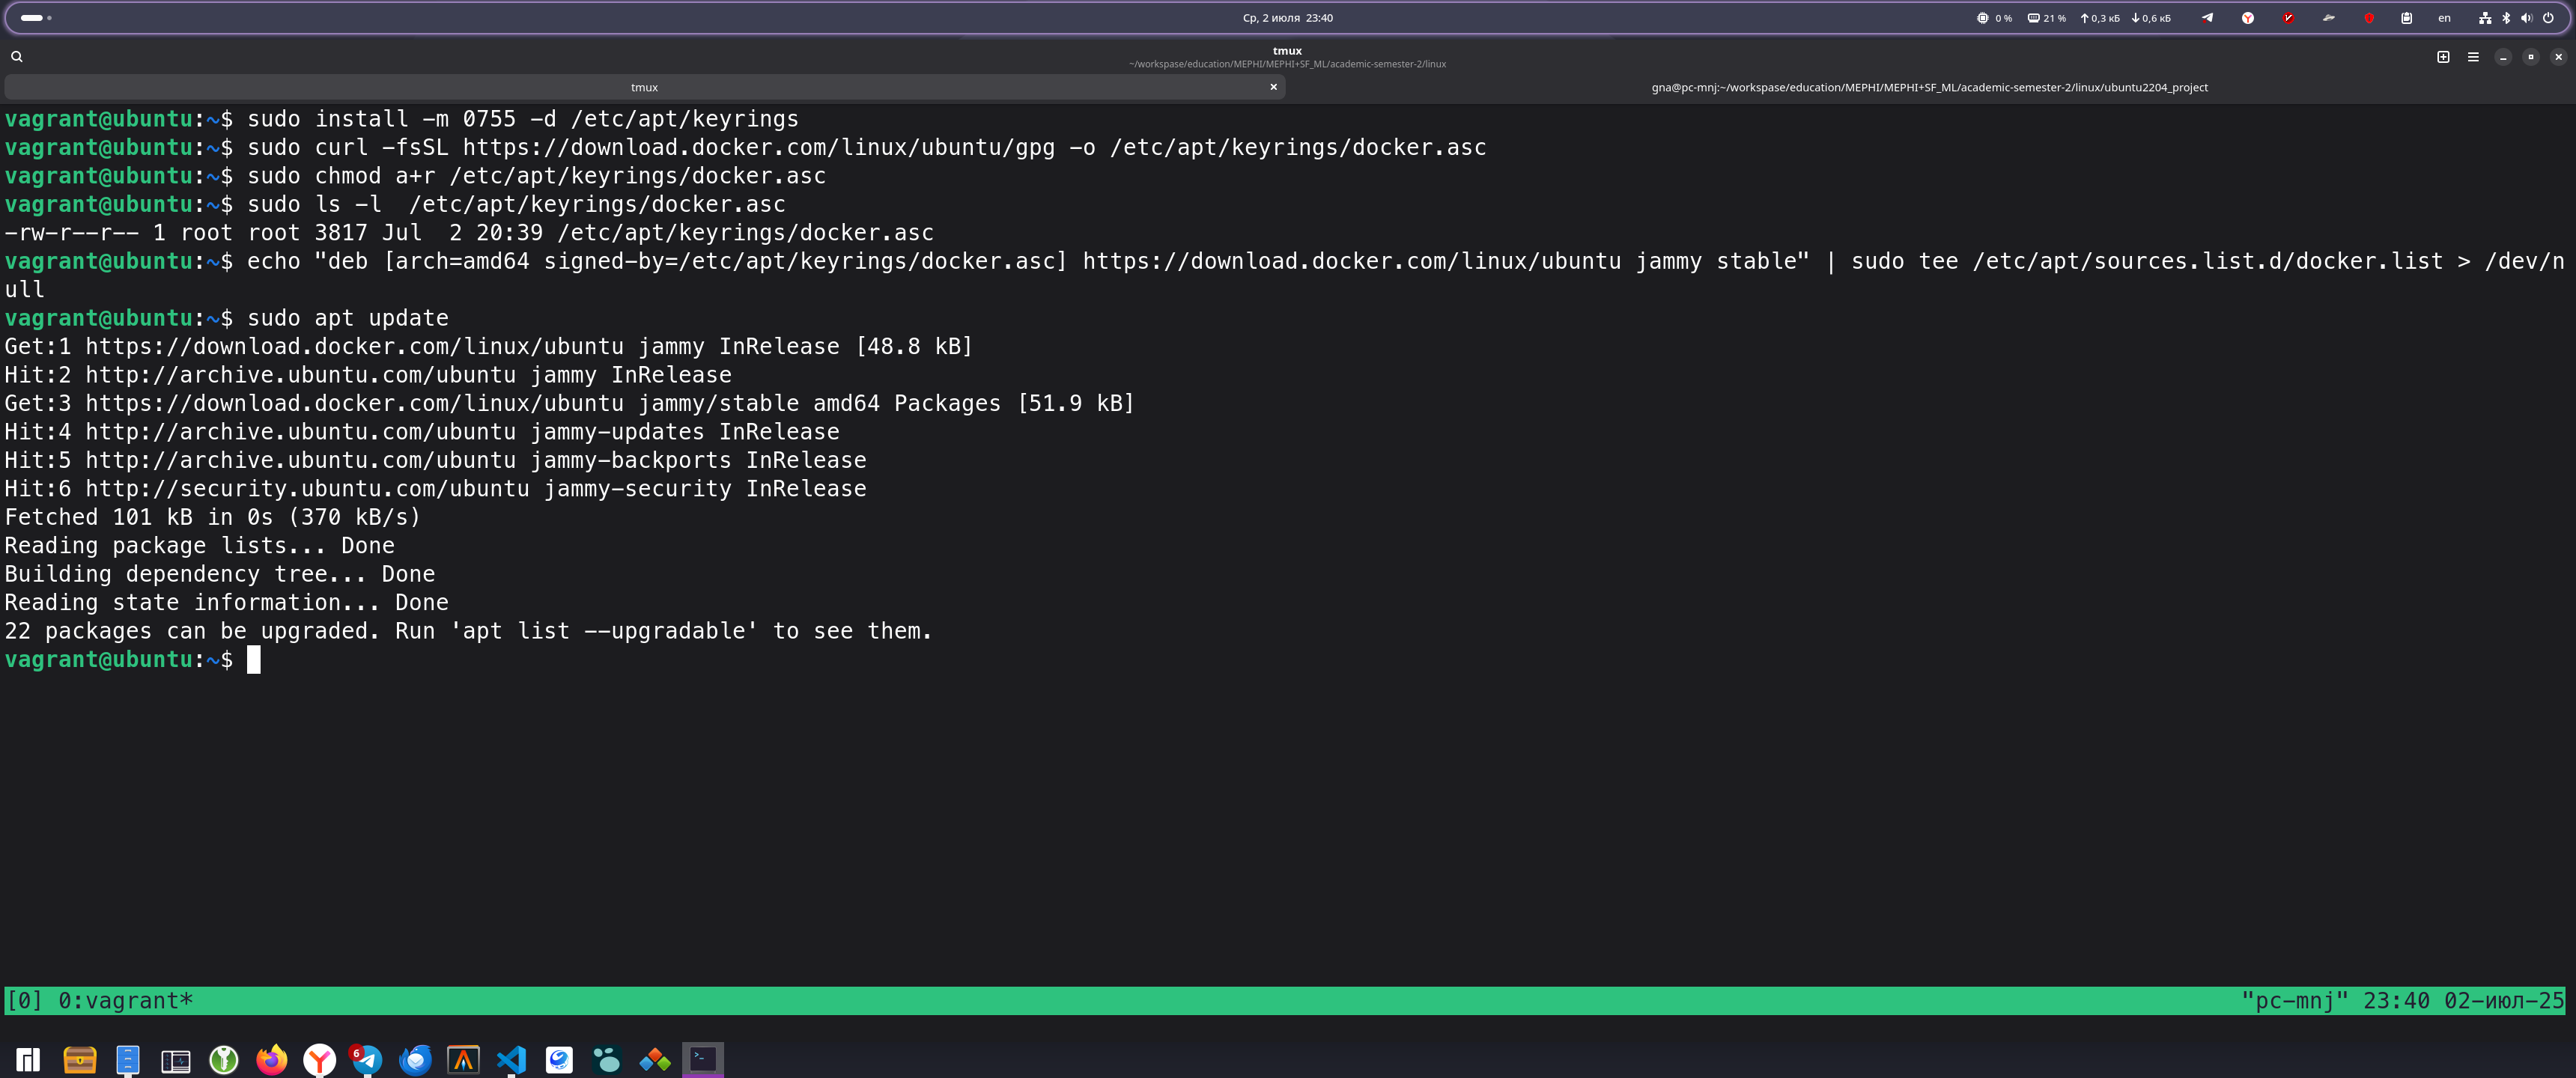 Ср, 2 июля 23:40
0 %
21 %
0,3 кБ
0,6 кБ
en
tmux
~/workspase/education/MEPHI/MEPHI+SF_ML/academic-semester-2/linux
tmux
gna@pc-mnj:~/workspase/education/MEPHI/MEPHI+SF_ML/academic-semester-2/linux/ubuntu2204_project
vagrant@ubuntu:~$ sudo install -m 0755 -d /etc/apt/keyrings
vagrant@ubuntu:~$ sudo curl -fsSL https://download.docker.com/linux/ubuntu/gpg -o /etc/apt/keyrings/docker.asc
vagrant@ubuntu:~$ sudo chmod a+r /etc/apt/keyrings/docker.asc
vagrant@ubuntu:~$ sudo ls -l  /etc/apt/keyrings/docker.asc
-rw-r--r-- 1 root root 3817 Jul  2 20:39 /etc/apt/keyrings/docker.asc
vagrant@ubuntu:~$ echo "deb [arch=amd64 signed-by=/etc/apt/keyrings/docker.asc] https://download.docker.com/linux/ubuntu jammy stable" | sudo tee /etc/apt/sources.list.d/docker.list > /dev/n
ull
vagrant@ubuntu:~$ sudo apt update
Get:1 https://download.docker.com/linux/ubuntu jammy InRelease [48.8 kB]
Hit:2 http://archive.ubuntu.com/ubuntu jammy InRelease
Get:3 https://download.docker.com/linux/ubuntu jammy/stable amd64 Packages [51.9 kB]
Hit:4 http://archive.ubuntu.com/ubuntu jammy-updates InRelease
Hit:5 http://archive.ubuntu.com/ubuntu jammy-backports InRelease
Hit:6 http://security.ubuntu.com/ubuntu jammy-security InRelease
Fetched 101 kB in 0s (370 kB/s)
Reading package lists... Done
Building dependency tree... Done
Reading state information... Done
22 packages can be upgraded. Run 'apt list --upgradable' to see them.
vagrant@ubuntu:~$
[0] 0:vagrant*
"pc-mnj" 23:40 02-июл-25
6